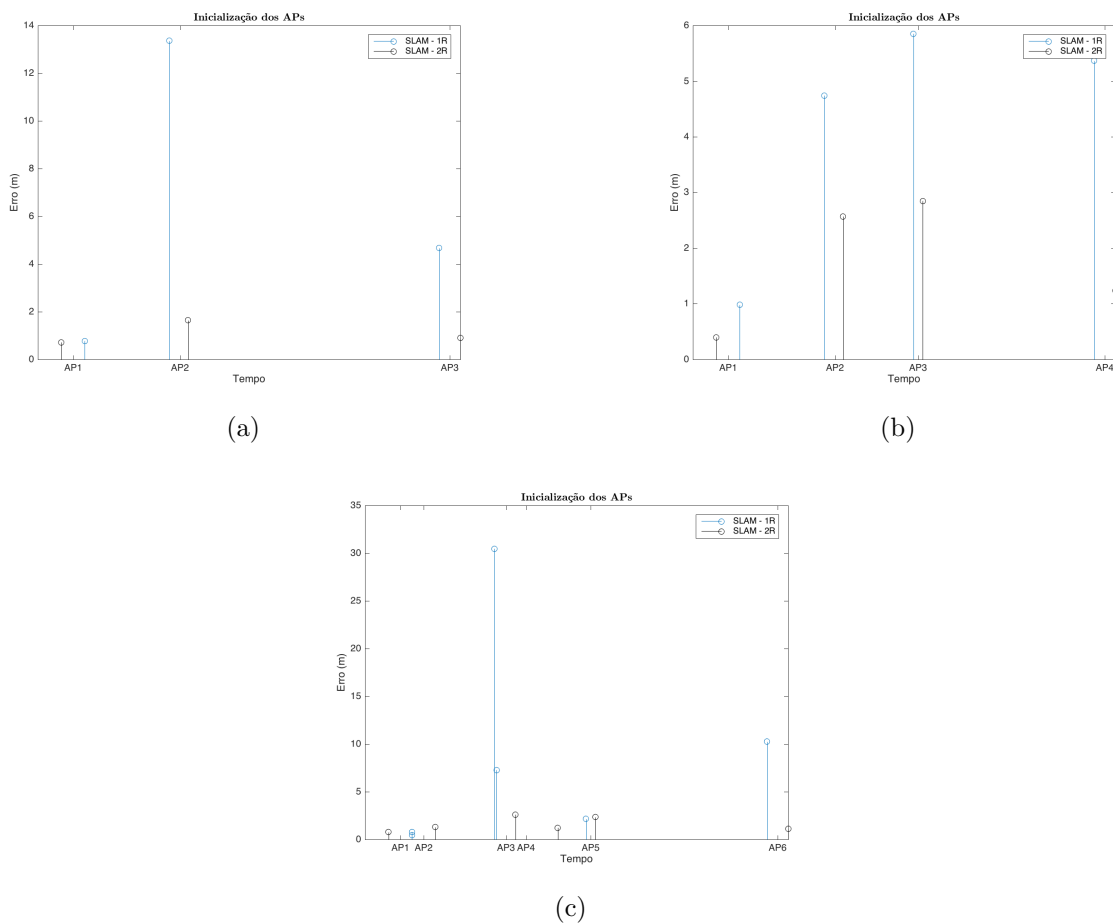 Inicialização dos APs
14
12
10
8
6
4
2
0
Erro (m)
SLAM - 1R
SLAM - 2R
AP1 AP2 AP3
Tempo
(a)
Inicialização dos APs
6
5
4
3
2
1
0
Erro (m)
SLAM - 1R
SLAM - 2R
AP1 AP2 AP3 AP4
Tempo
(b)
Inicialização dos APs
35
30
25
20
15
10
5
0
Erro (m)
SLAM - 1R
SLAM - 2R
AP1 AP2 AP3 AP4 AP5 AP6
Tempo
(c)